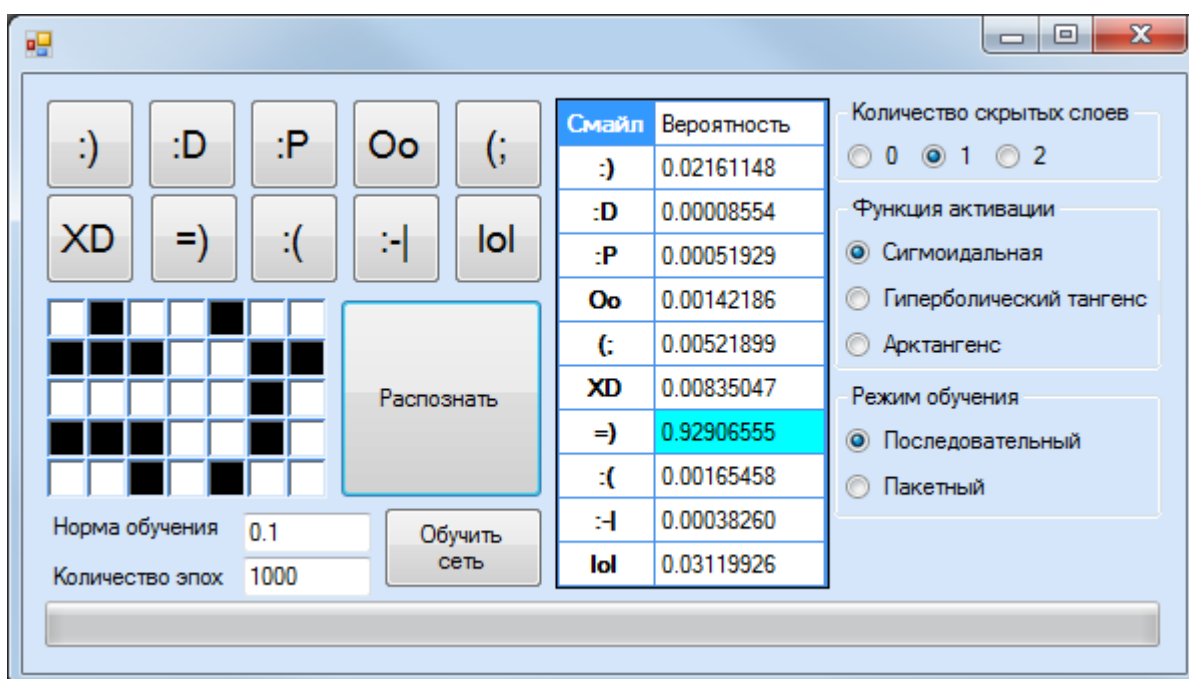 :) :D :P Oo (;
XD =) :( :-| lol
Распознать
Норма обучения 0.1
Количество эпох 1000
Обучить
сеть
Смайл Вероятность
:) 0.02161148
:D 0.00008554
:P 0.00051929
Oo 0.00142186
(; 0.00521899
XD 0.00835047
=) 0.92906555
:( 0.00165458
:-| 0.00038260
lol 0.03119926
Количество скрытых слоев
0 1 2
Функция активации
Сигмоидальная
Гиперболический тангенс
Арктангенс
Режим обучения
Последовательный
Пакетный